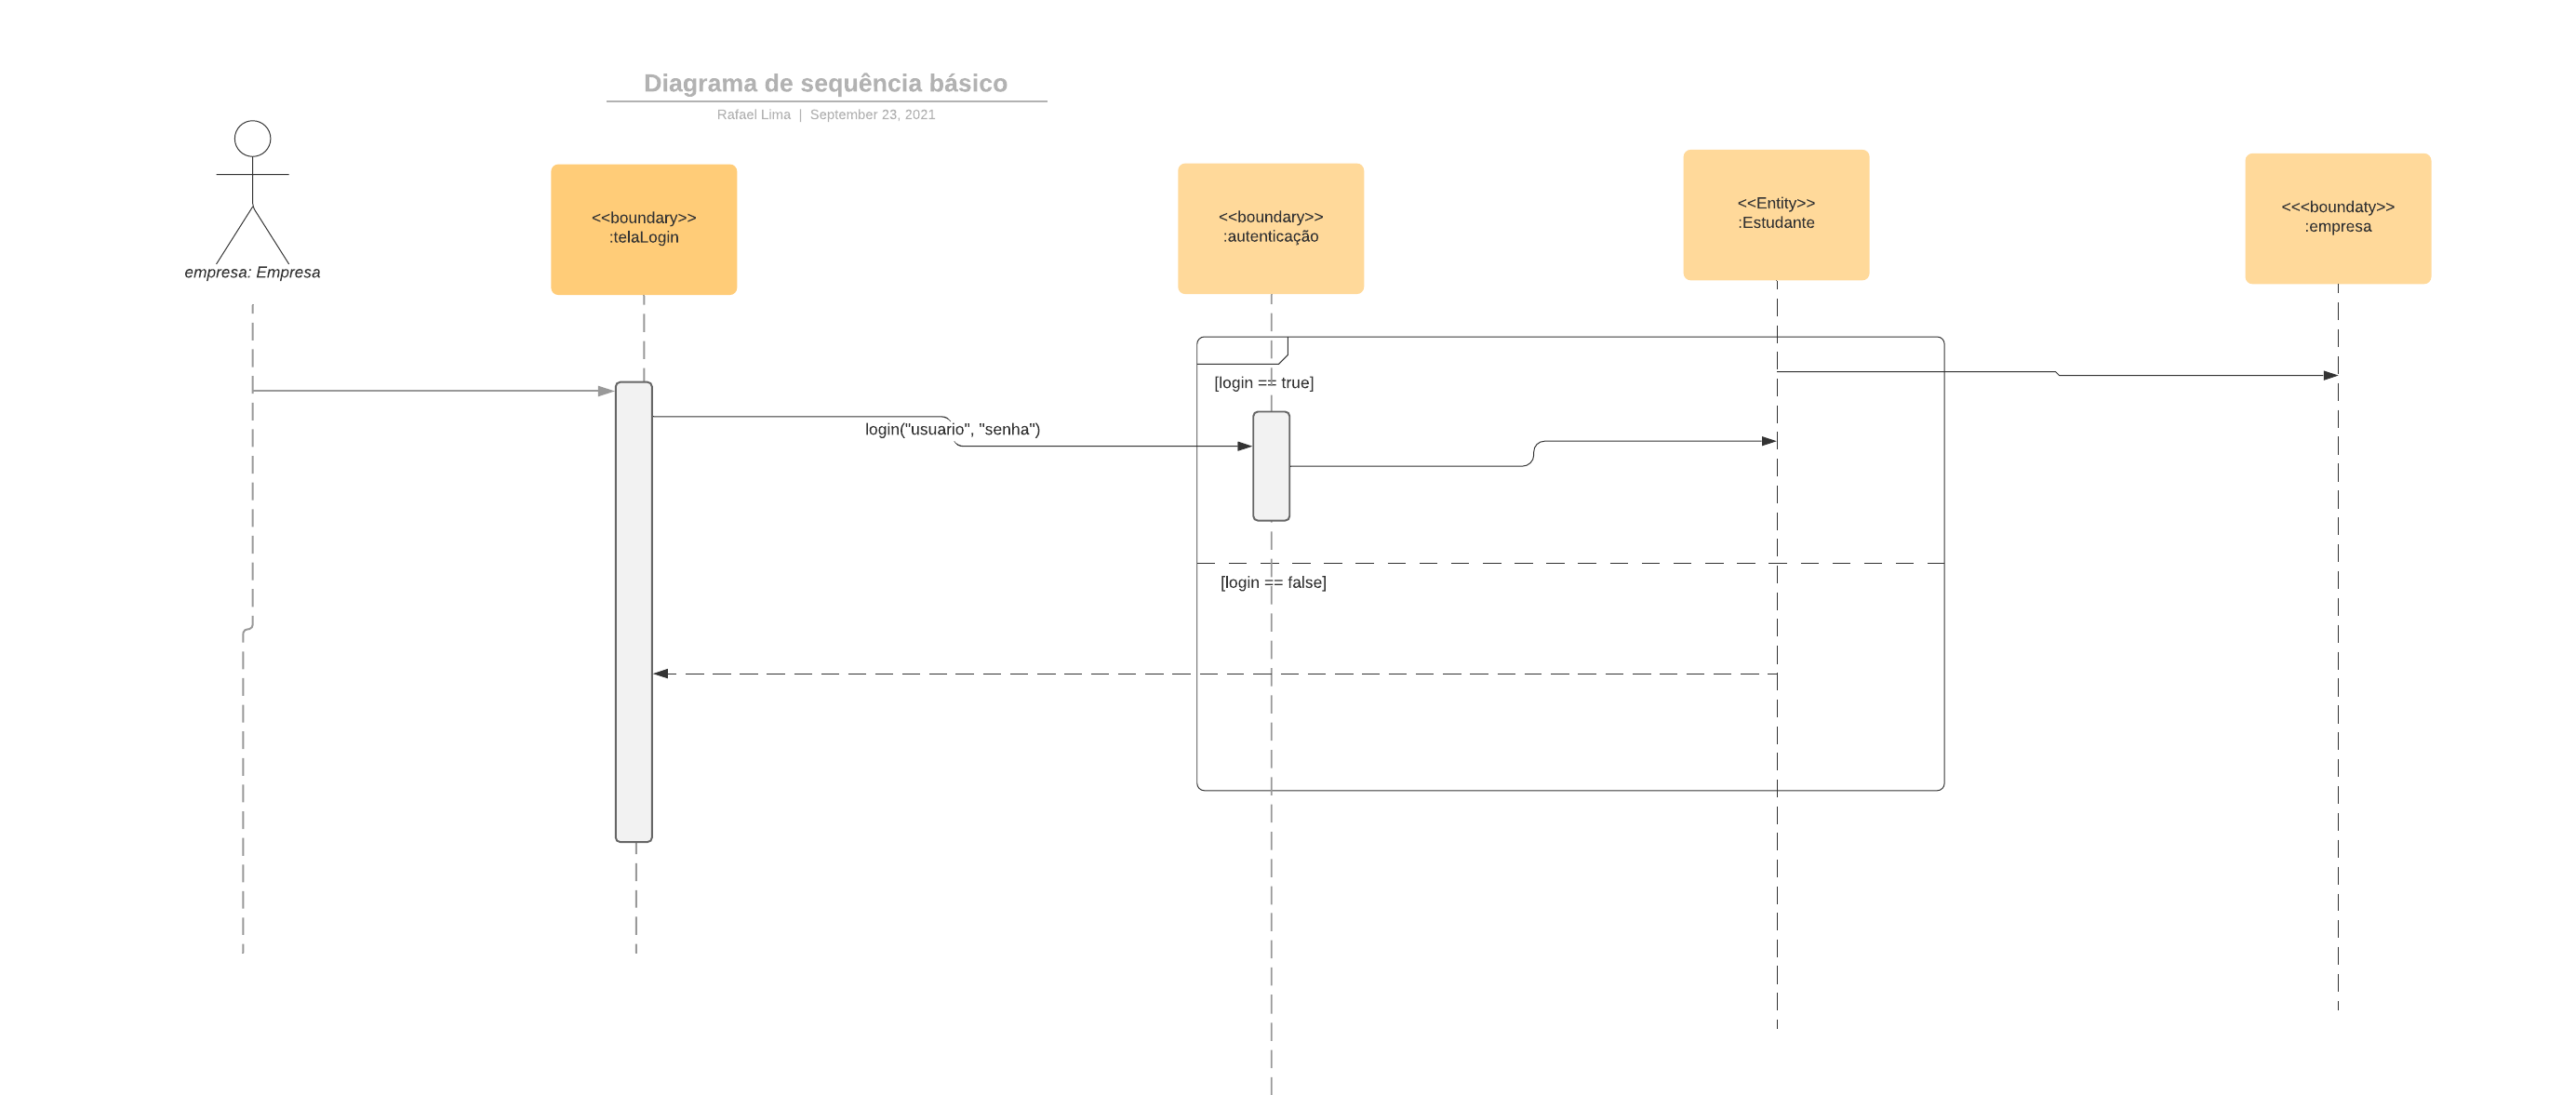 Diagrama de sequência básico
Rafael Lima | September 23, 2021
empresa: Empresa
<<boundary>>
:telaLogin
<<boundary>>
:autenticação
<<Entity>>
:Estudante
<<<boundaty>>
:empresa
[login == true]
login("usuario", "senha")
[login == false]